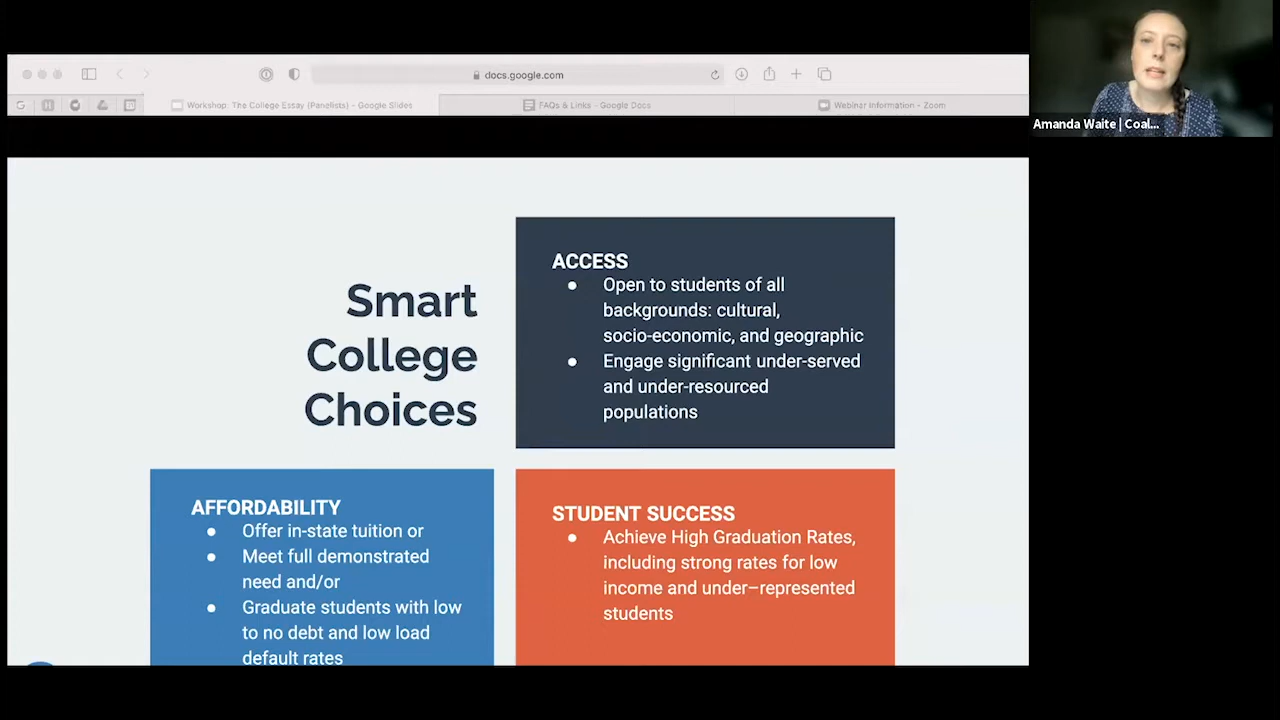 docs.google.com
Workshop: The College Essay (Panelists) - Google Slides
FAQs & Links - Google Docs
Webinar Information - Zoom
Amanda Waite | Coal...
Smart
College
Choices
ACCESS
● Open to students of all
backgrounds: cultural,
socio-economic, and geographic
● Engage significant under-served
and under-resourced
populations
AFFORDABILITY
● Offer in-state tuition or
● Meet full demonstrated
need and/or
● Graduate students with low
to no debt and low load
default rates
STUDENT SUCCESS
● Achieve High Graduation Rates,
including strong rates for low
income and under–represented
students